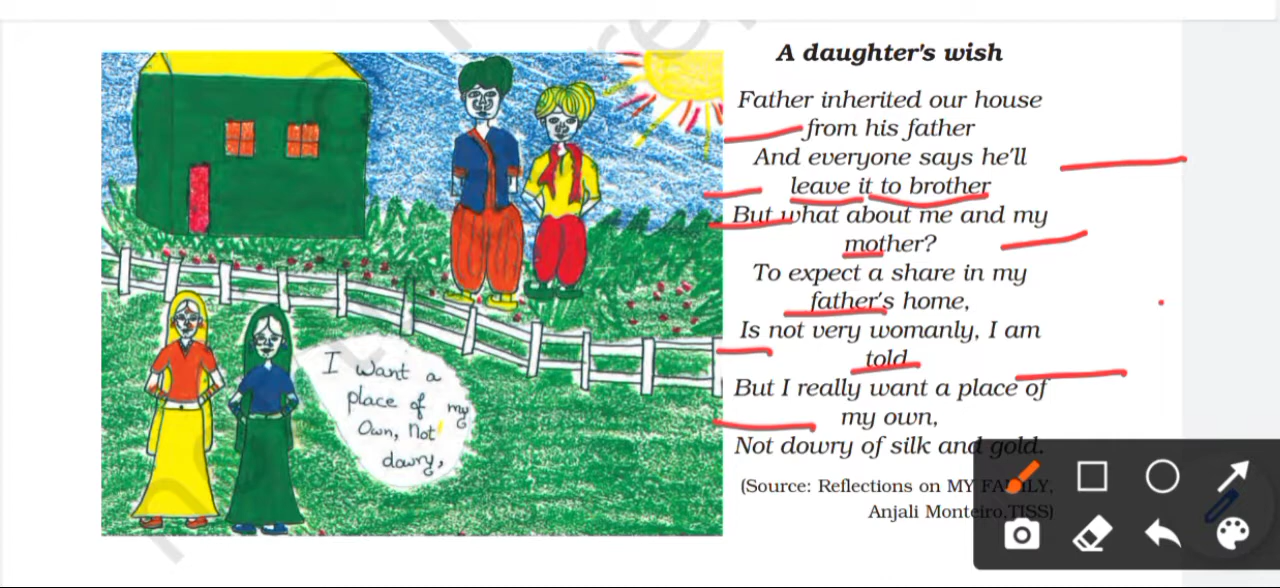 I want a
place of my
Own, Not
dowry,
A daughter's wish
Father inherited our house
from his father
And everyone says he'll
leave it to brother
But what about me and my
mother?
To expect a share in my
father's home,
Is not very womanly, I am
told
But I really want a place of
my own,
Not dowry of silk and gold.
(Source: Reflections on MY FAMILY,
Anjali Monteiro,TISS)